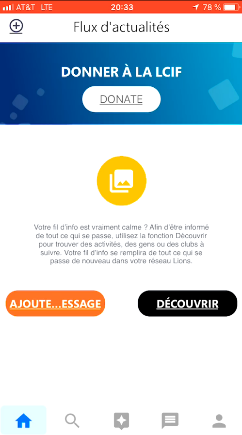 AT&T LTE 20:33 78 %
Flux d'actualités
DONNER À LA LCIF
DONATE
Votre fil d'info est vraiment calme ? Afin d'être informé
de tout ce qui se passe, utilisez la fonction Découvrir
pour trouver des activités, des gens ou des clubs à
suivre. Votre fil d'info se remplira de tout ce qui se
passe de nouveau dans votre réseau Lions.
AJOUTE...ESSAGE DÉCOUVRIR